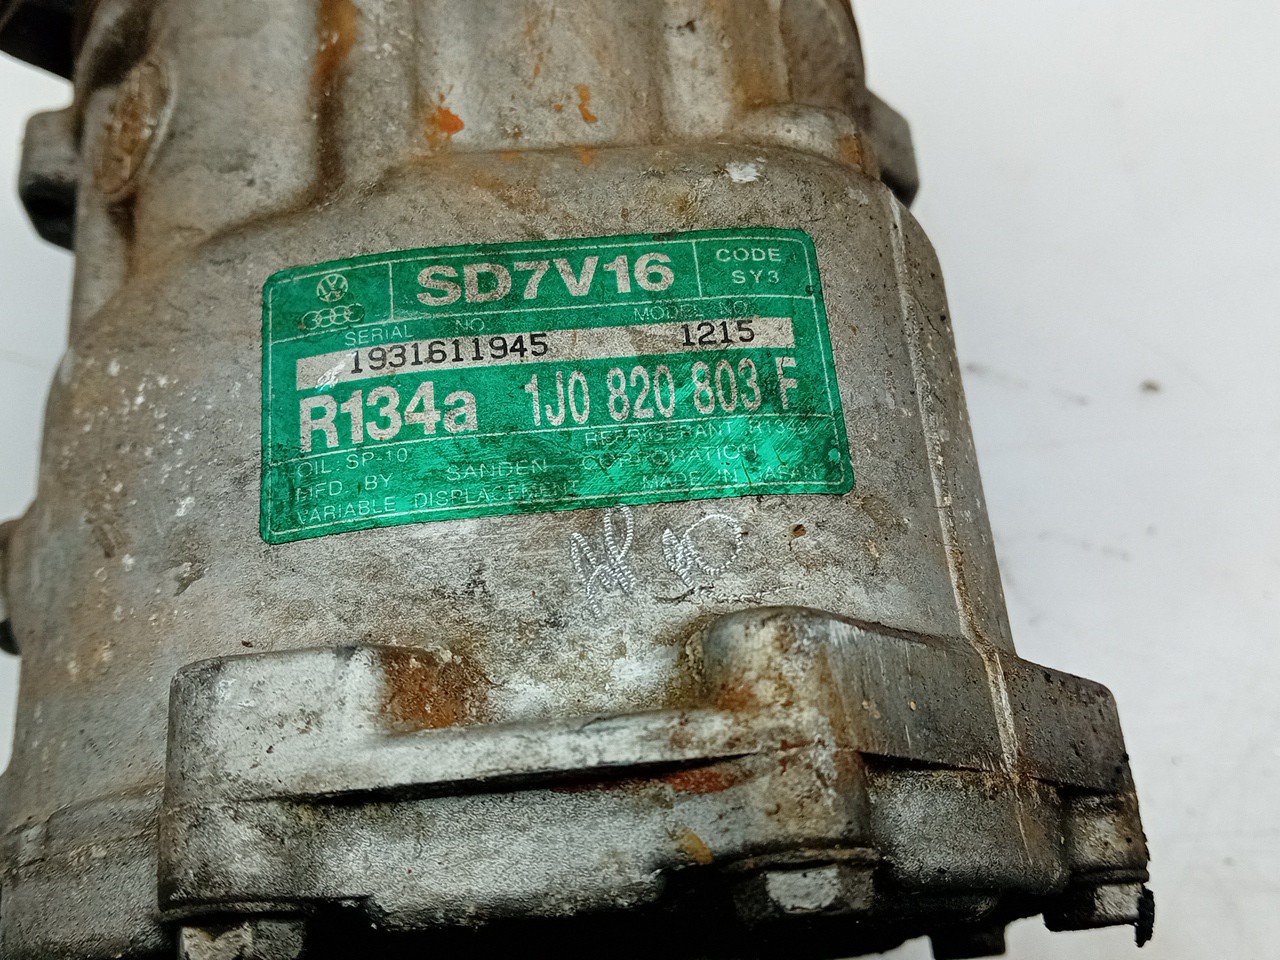 SD7V16
CODE
SY3
SERIAL NO. MODEL NO.
1931611945 1215
R134a 1J0 820 803 F
OIL: SP-10 REFRIGERANT R134a
MFD. BY SANDEN CORPORATION
VARIABLE DISPLACEMENT MADE IN JAPAN